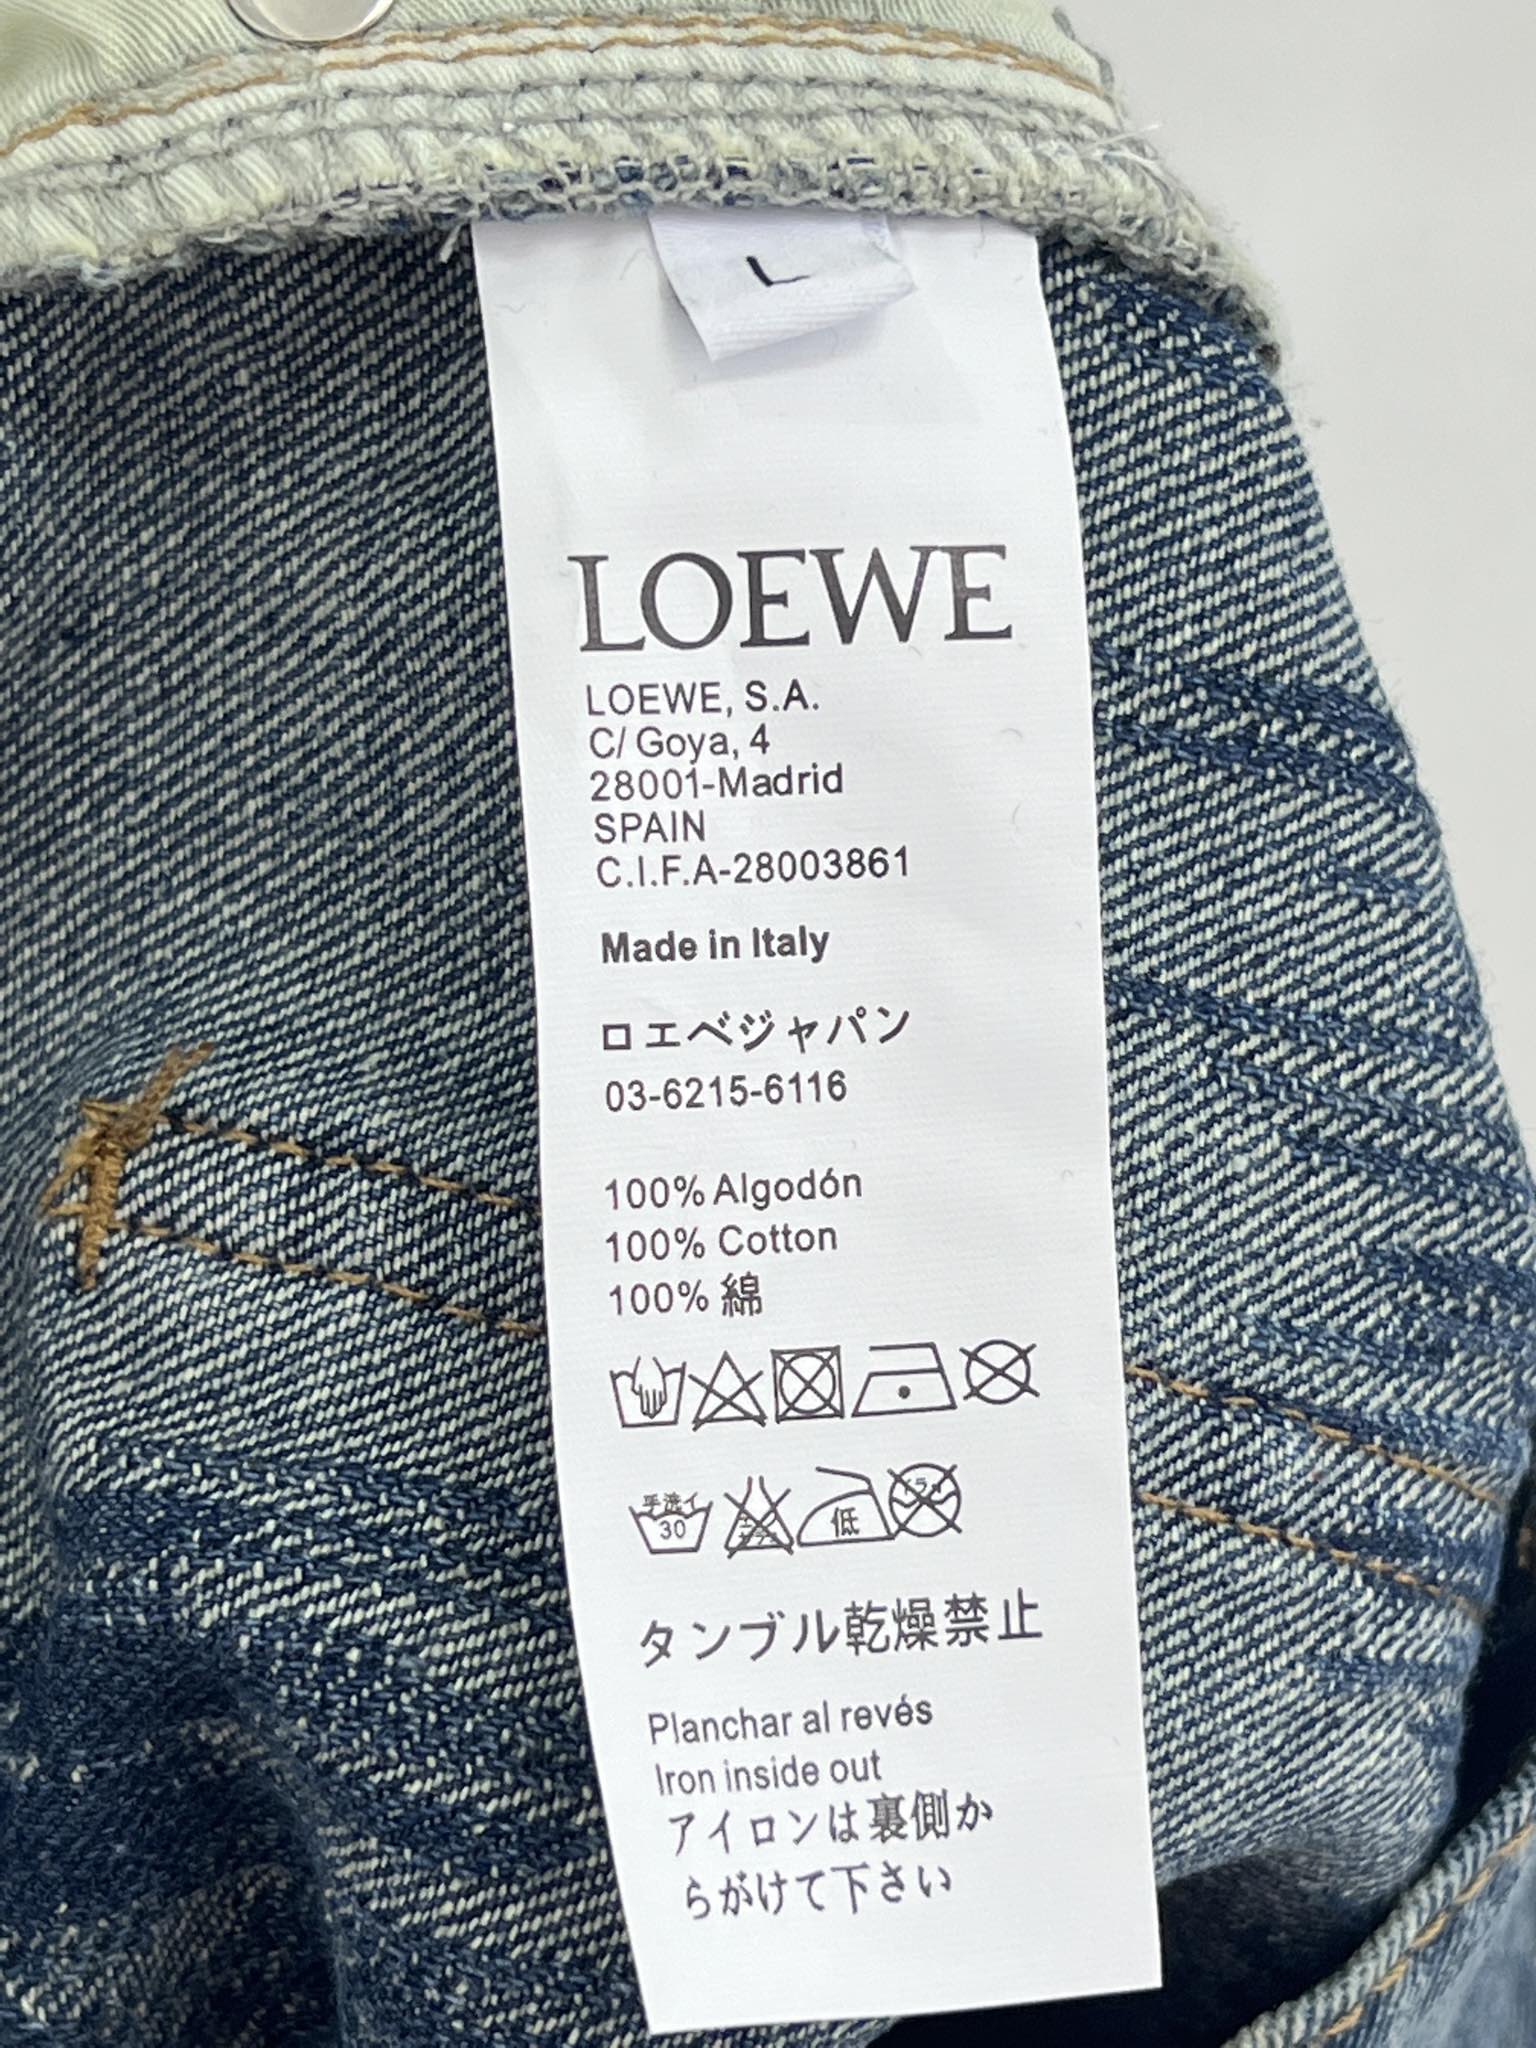 L
LOEWE
LOEWE, S.A.
C/ Goya, 4
28001-Madrid
SPAIN
C.I.F.A-28003861
Made in Italy
ロエベジャパン
03-6215-6116
100% Algodón
100% Cotton
100% 綿
手洗イ
30
低
タンブル乾燥禁止
Planchar al revés
Iron inside out
アイロンは裏側か
らがけて下さい